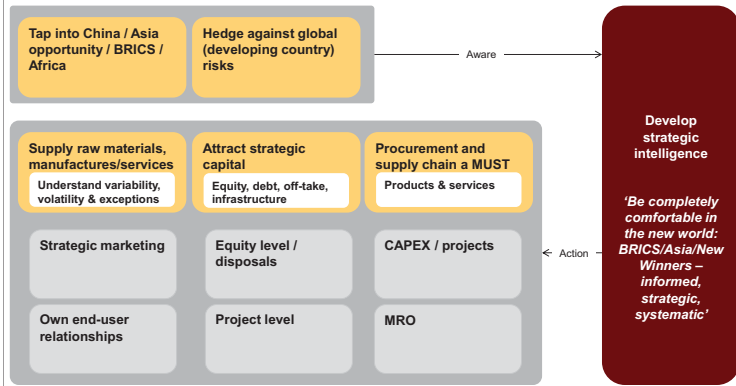 Tap into China / Asia
opportunity / BRICS /
Africa
Hedge against global
(developing country)
risks
Aware
Supply raw materials,
manufactures/services
Understand variability,
volatility & exceptions
Attract strategic
capital
Equity, debt, off-take,
infrastructure
Procurement and
supply chain a MUST
Products & services
Strategic marketing
Equity level /
disposals
CAPEX / projects
Own end-user
relationships
Project level
MRO
Action
Develop
strategic
intelligence
‘Be completely
comfortable in
the new world:
BRICS/Asia/New
Winners –
informed,
strategic,
systematic’